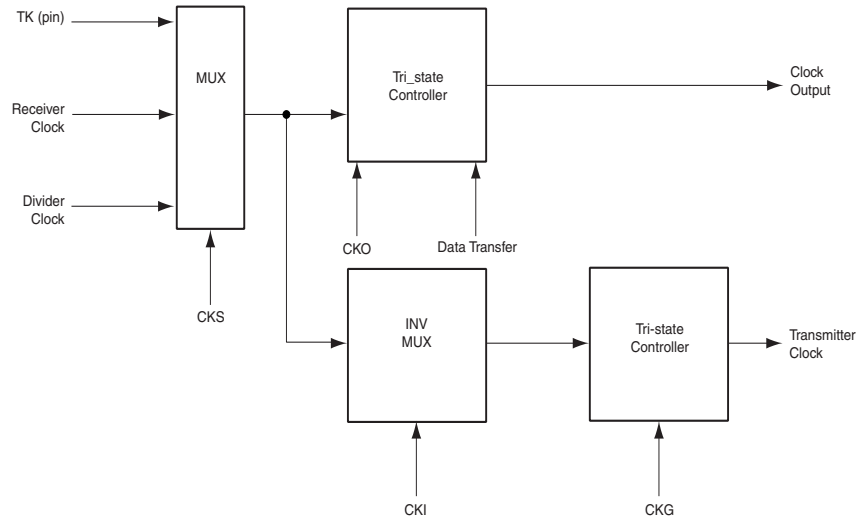 TK (pin)
MUX
Tri_state
Controller
Clock
Output
Receiver
Clock
Divider
Clock
CKO
Data Transfer
CKS
INV
MUX
Tri-state
Controller
Transmitter
Clock
CKI
CKG